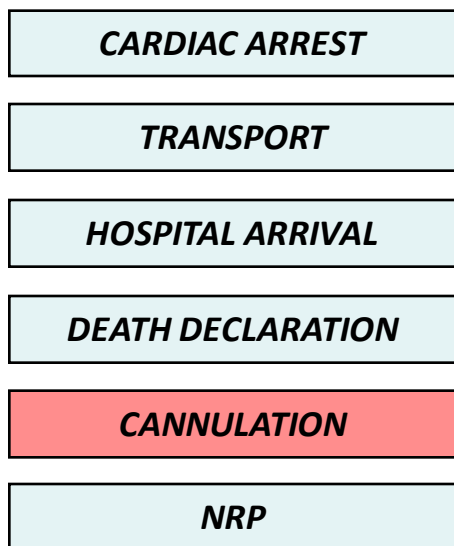 CARDIAC ARREST
TRANSPORT
HOSPITAL ARRIVAL
DEATH DECLARATION
CANNULATION
NRP